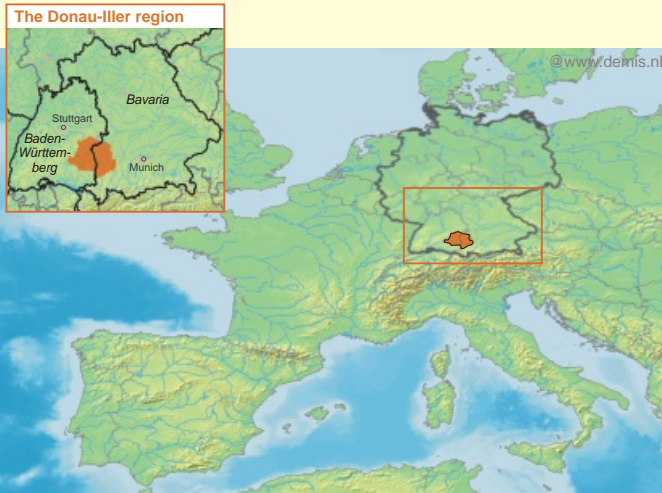 The Donau-Iller region
@www.demis.nl
Bavaria
Stuttgart
Baden-
Württem-
berg
Munich